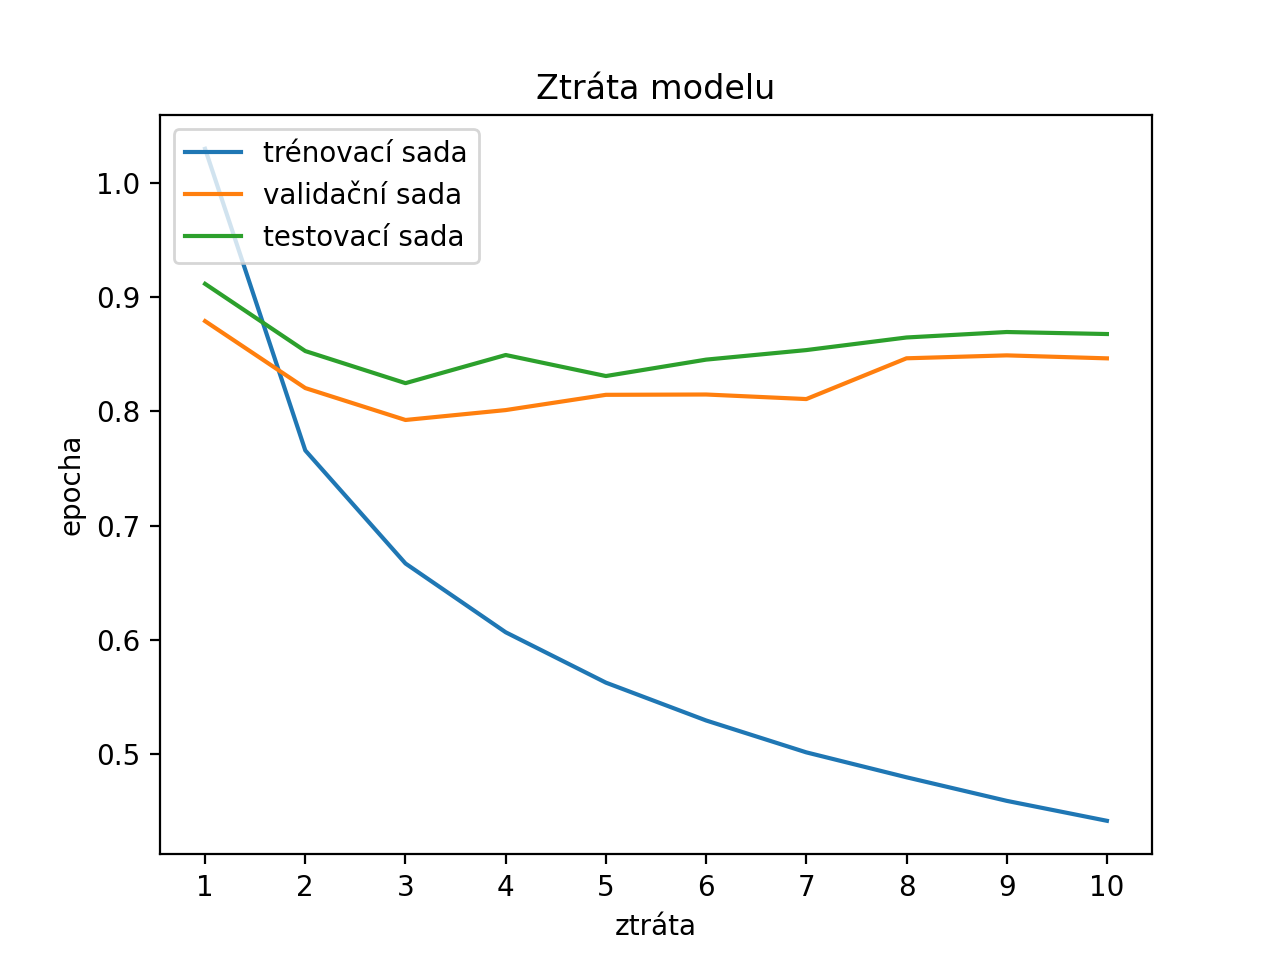 Ztráta modelu
trénovací sada
validační sada
testovací sada
1.0
0.9
0.8
0.7
0.6
0.5
epocha
1 2 3 4 5 6 7 8 9 10
ztráta